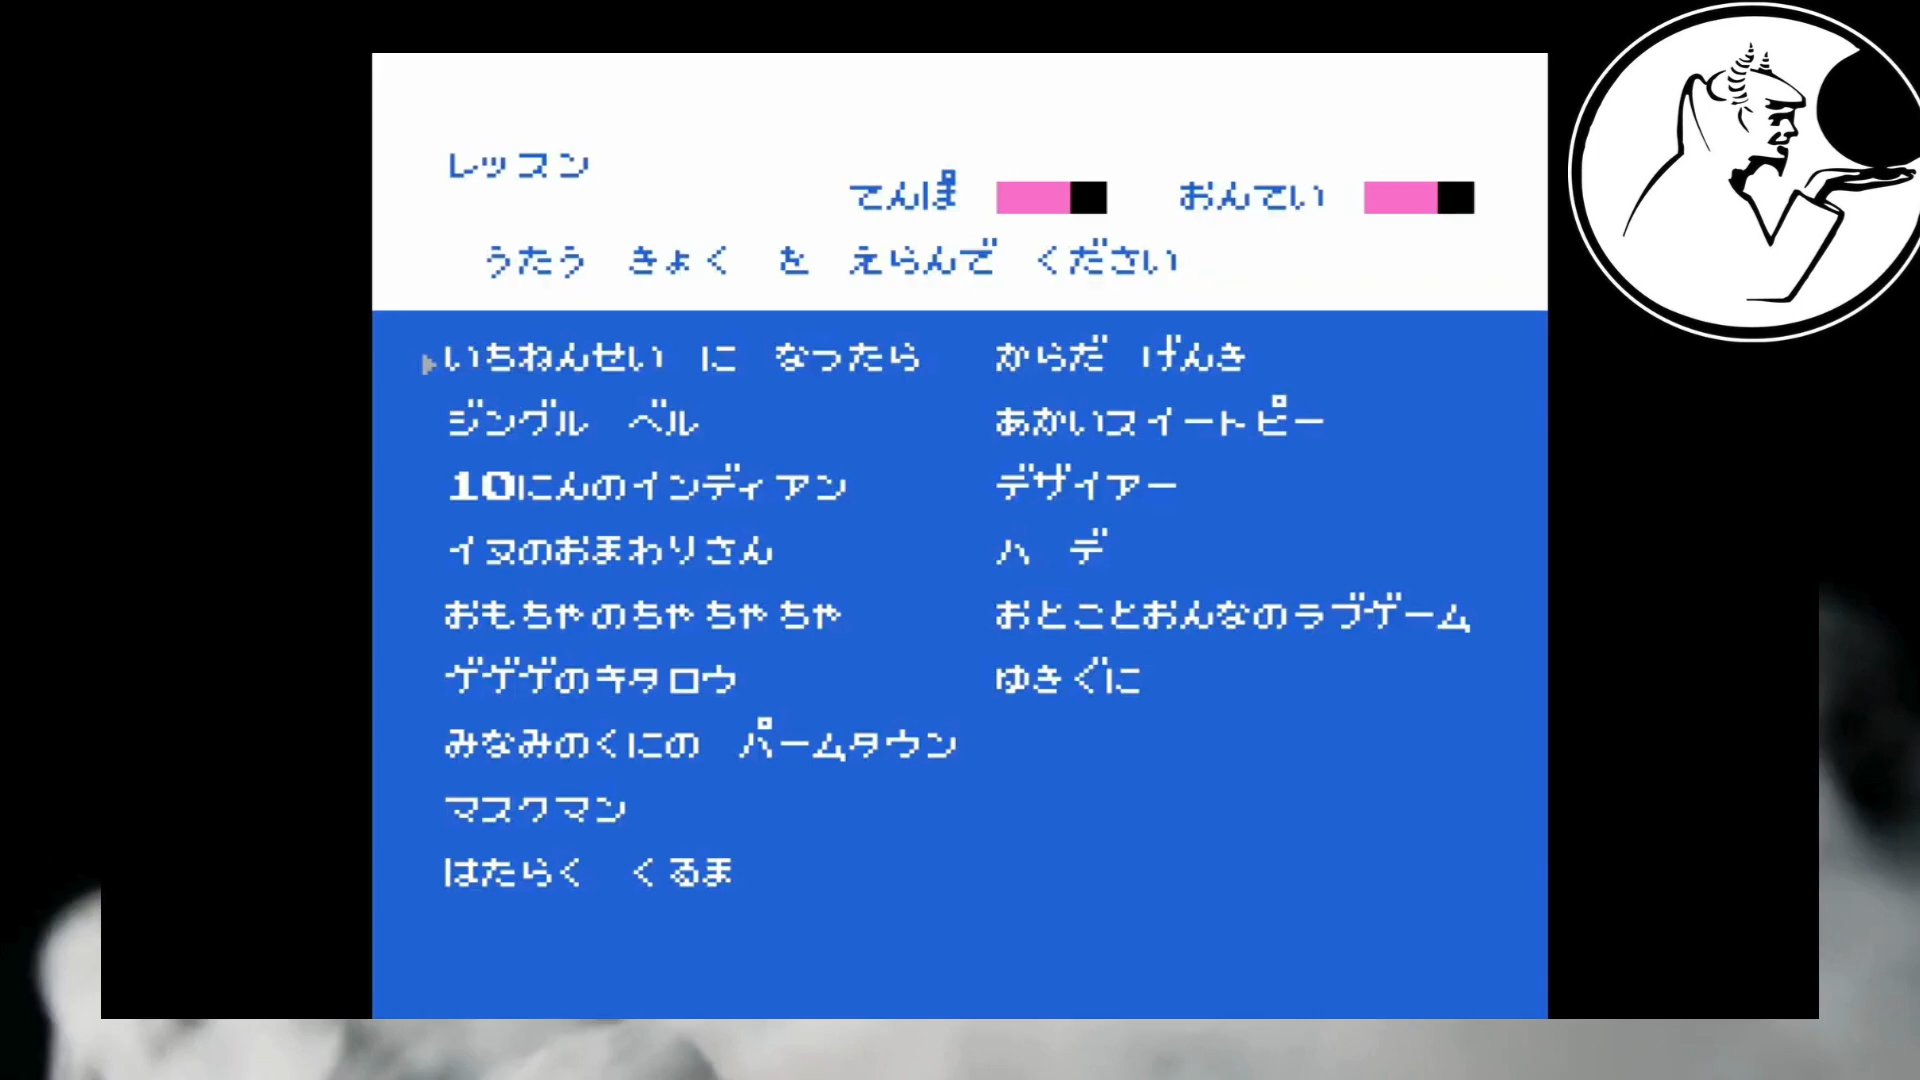 レッスン
てんぽ おんてい
うたう きょく を えらんで ください
いちねんせい に なったら
ジングル ベル
10にんのインディアン
イヌのおまわりさん
おもちゃのちゃちゃちゃ
ゲゲゲのキタロウ
みなみのくにの パームタウン
マスクマン
はたらく くるま
からだ げんき
あかいスイートピー
デザイアー
ハ デ
おとことおんなのラブゲーム
ゆきぐに